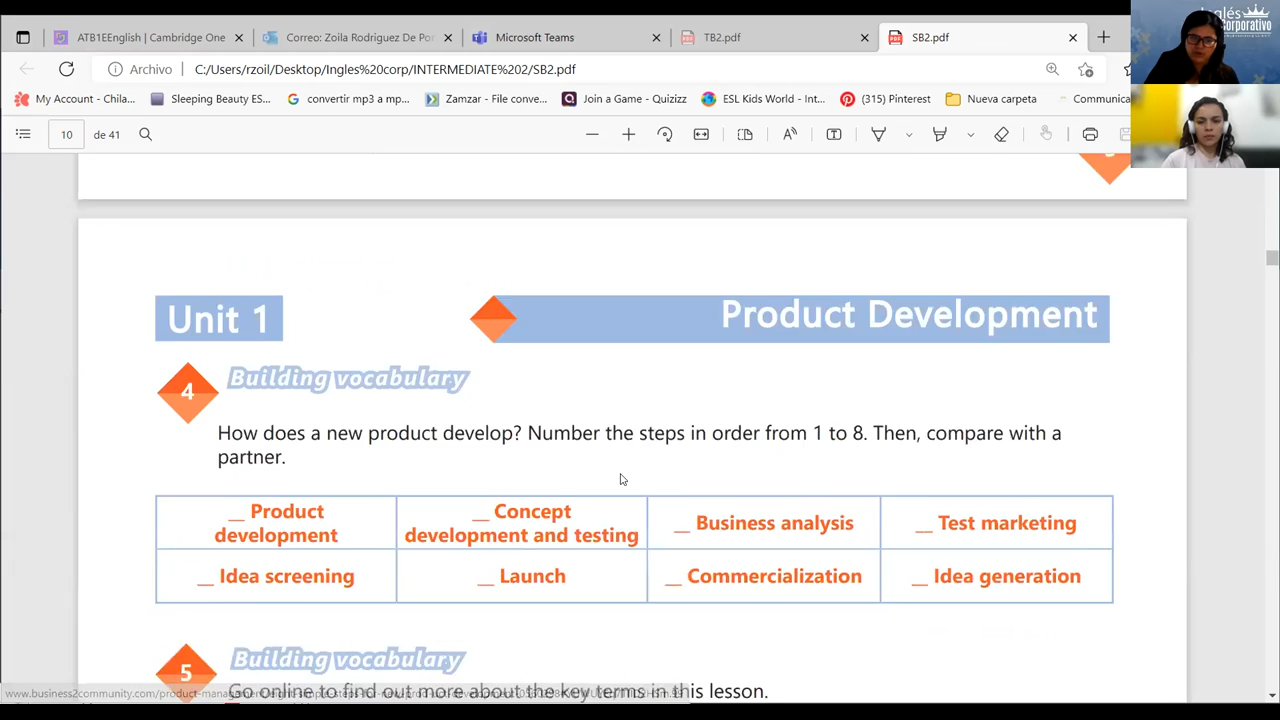 ATB1EEnglish | Cambridge One
Correo: Zoila Rodriguez De Por
Microsoft Teams
TB2.pdf
SB2.pdf
Inglés
Corporativo
Archivo
C:/Users/rzoil/Desktop/Ingles%20corp/INTERMEDIATE%202/SB2.pdf
My Account - Chila...
Sleeping Beauty ES...
convertir mp3 a mp...
Zamzar - File conve...
Join a Game - Quizizz
ESL Kids World - Int...
(315) Pinterest
Nueva carpeta
Communica
10 de 41
Unit 1
Product Development
4
Building vocabulary
How does a new product develop? Number the steps in order from 1 to 8. Then, compare with a
partner.
__ Product
development
__ Concept
development and testing
__ Business analysis
__ Test marketing
__ Idea screening
__ Launch
__ Commercialization
__ Idea generation
5
Building vocabulary
Go online to find out more about the key terms in this lesson.